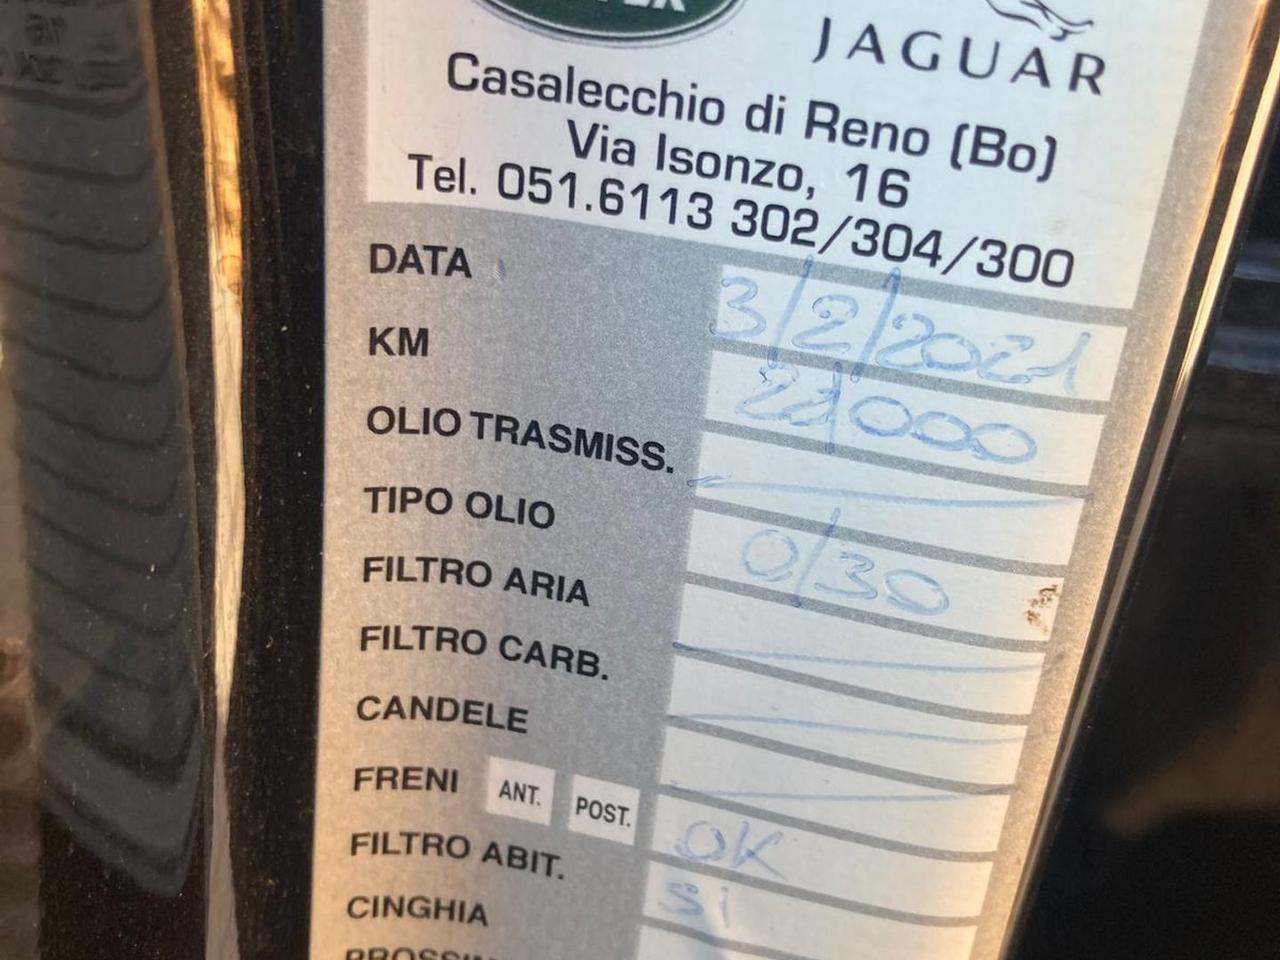 JAGUAR
Casalecchio di Reno (Bo)
Via Isonzo, 16
Tel. 051.6113 302/304/300
DATA 3/2/2021
KM 21000
OLIO TRASMISS.
TIPO OLIO 0/30
FILTRO ARIA
FILTRO CARB.
CANDELE
FRENI ANT. POST. OK
FILTRO ABIT. Si
CINGHIA